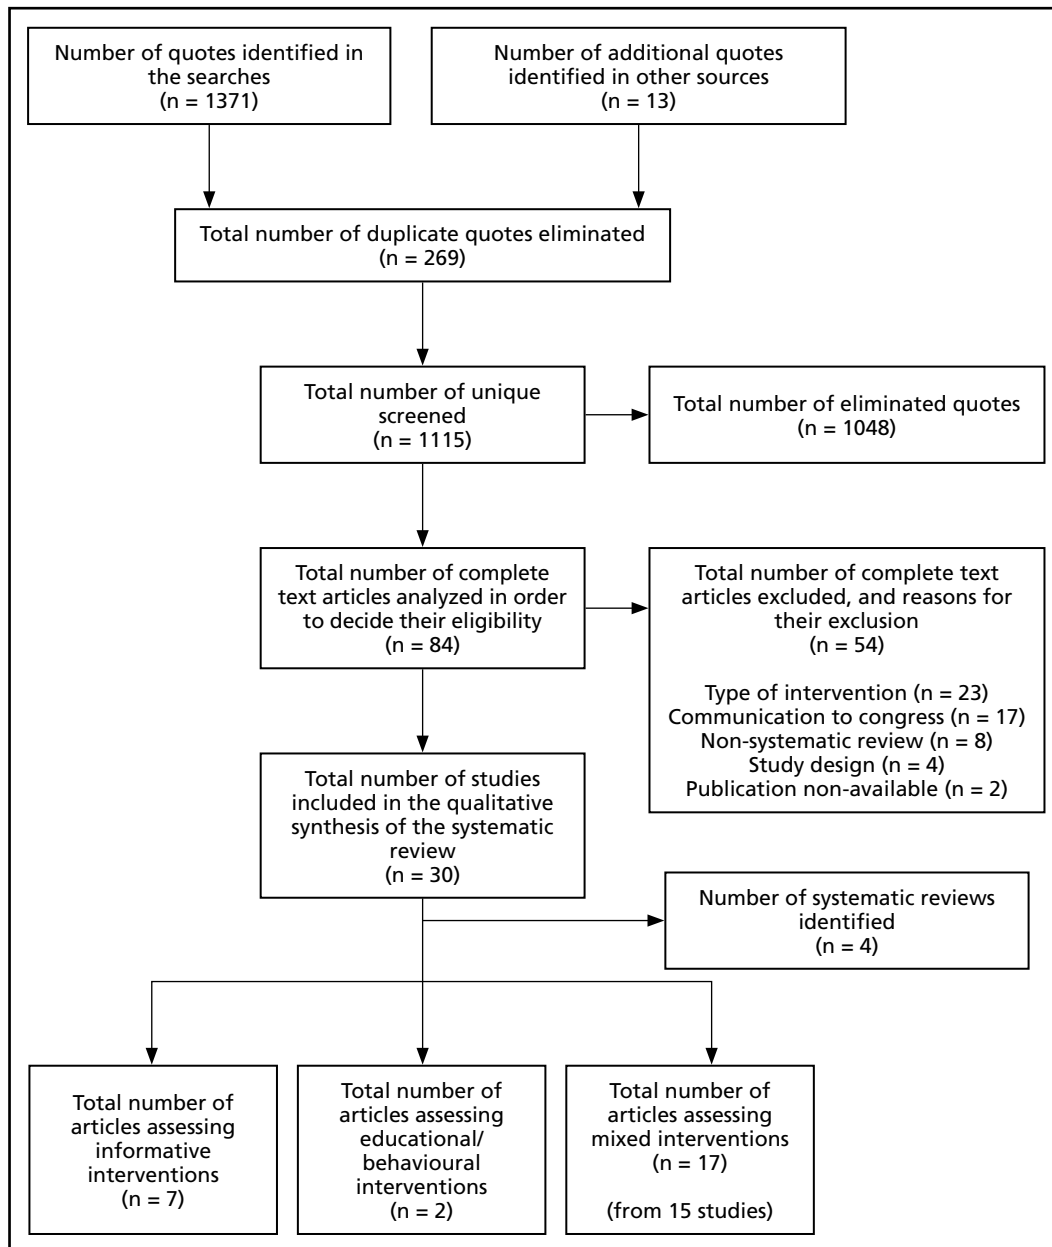 Number of quotes identified in
the searches
(n = 1371)
Number of additional quotes
identified in other sources
(n = 13)
Total number of duplicate quotes eliminated
(n = 269)
Total number of unique
screened
(n = 1115)
Total number of eliminated quotes
(n = 1048)
Total number of complete
text articles analyzed in order
to decide their eligibility
(n = 84)
Total number of complete text
articles excluded, and reasons for
their exclusion
(n = 54)
Type of intervention (n = 23)
Communication to congress (n = 17)
Non-systematic review (n = 8)
Study design (n = 4)
Publication non-available (n = 2)
Total number of studies
included in the qualitative
synthesis of the systematic
review
(n = 30)
Number of systematic reviews
identified
(n = 4)
Total number of
articles assessing
informative
interventions
(n = 7)
Total number of
articles assessing
educational/
behavioural
interventions
(n = 2)
Total number of
articles assessing
mixed interventions
(n = 17)
(from 15 studies)